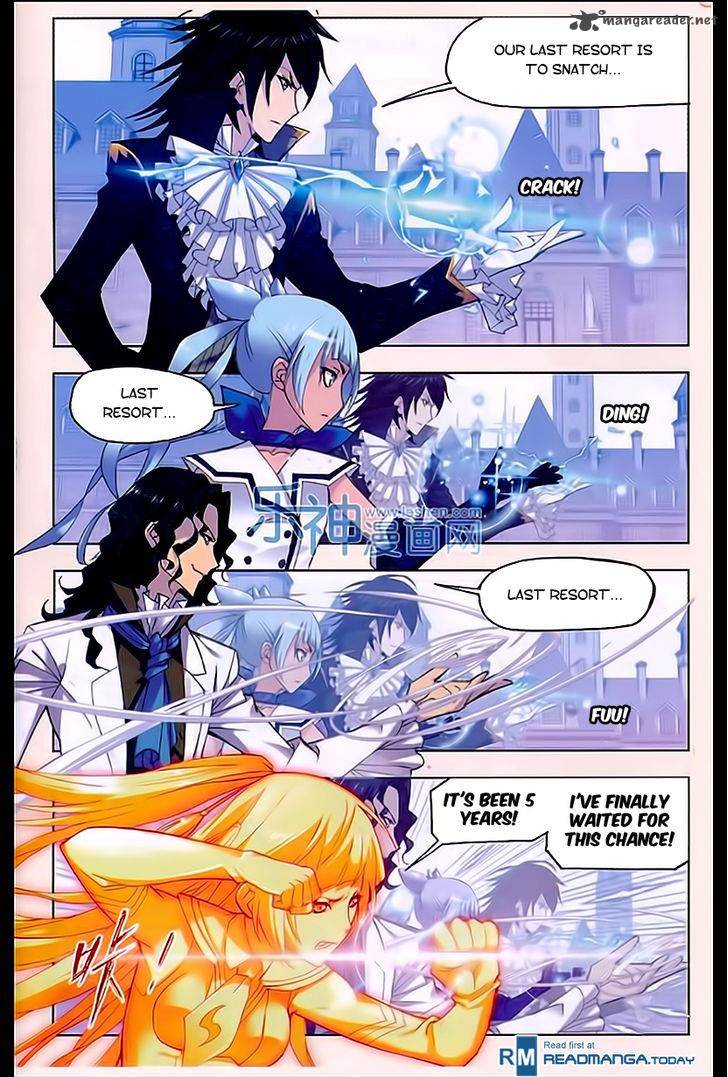 mangareader.net
OUR LAST RESORT IS
TO SNATCH...
CRACK!
LAST
RESORT...
DING!
www.leshen.com
乐神漫画网
LAST RESORT...
FUU!
IT'S BEEN 5
YEARS!
I'VE FINALLY
WAITED FOR
THIS CHANCE!
咔!
S
Read first at
RM READMANGA.TODAY